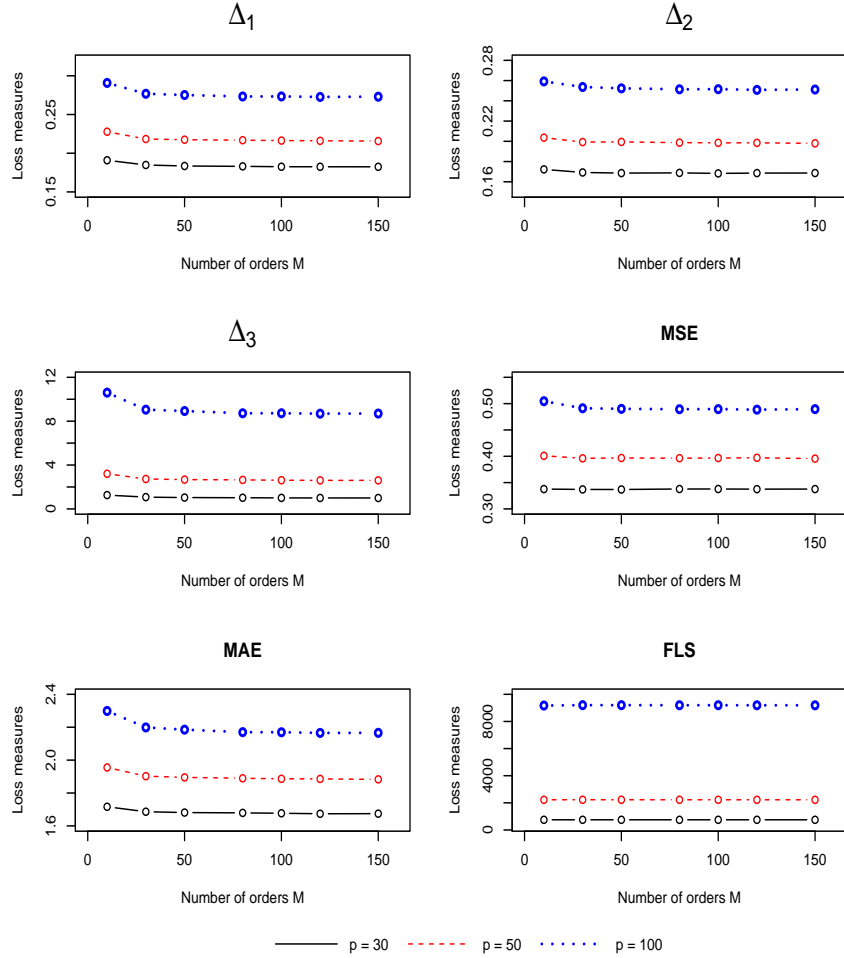 Δ1
Loss measures
0.15 0.25
0 50 100 150
Number of orders M
Δ2
Loss measures
0.16 0.22 0.28
0 50 100 150
Number of orders M
Δ3
Loss measures
0 4 8 12
0 50 100 150
Number of orders M
MSE
Loss measures
0.30 0.40 0.50
0 50 100 150
Number of orders M
MAE
Loss measures
1.6 2.0 2.4
0 50 100 150
Number of orders M
FLS
Loss measures
0 4000 8000
0 50 100 150
Number of orders M
p = 30 p = 50 p = 100